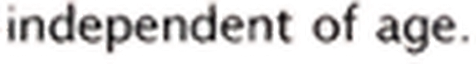 independent of age.